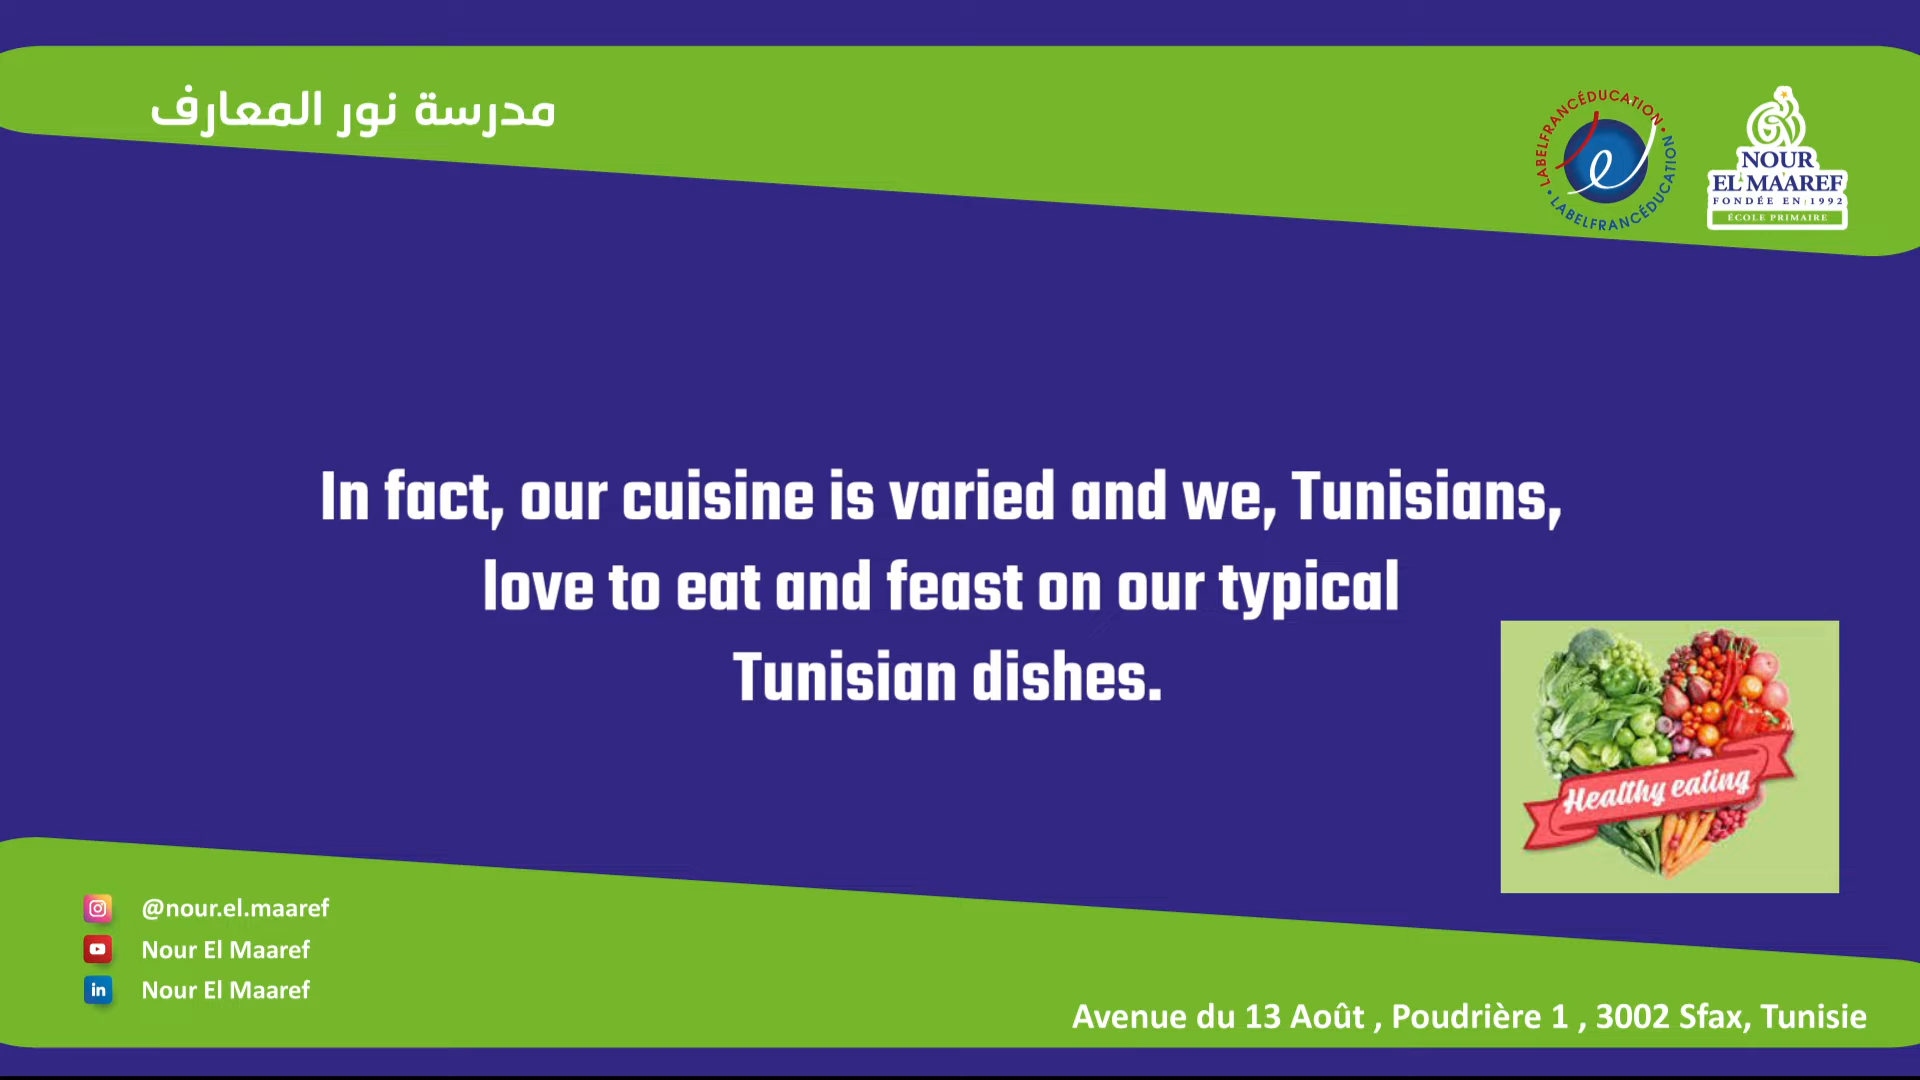 مدرسة نور المعارف
• LABELFRANCÉDUCATION • LABELFRANCÉDUCATION
e
NOUR
EL MAAREF
FONDÉE EN 1992
ÉCOLE PRIMAIRE
In fact, our cuisine is varied and we, Tunisians,
love to eat and feast on our typical
Tunisian dishes.
Healthy eating
@nour.el.maaref
Nour El Maaref
in
Nour El Maaref
Avenue du 13 Août , Poudrière 1 , 3002 Sfax, Tunisie